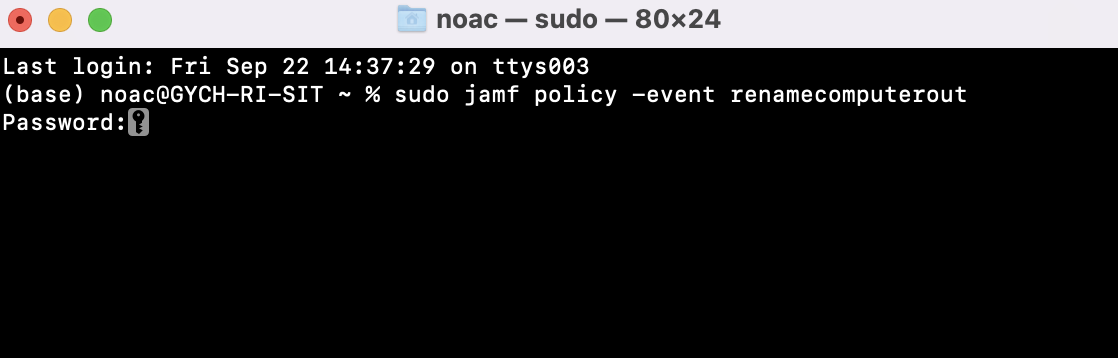 noac — sudo — 80×24
Last login: Fri Sep 22 14:37:29 on ttys003
(base) noac@GYCH-RI-SIT ~ % sudo jamf policy -event renamecomputerout
Password: